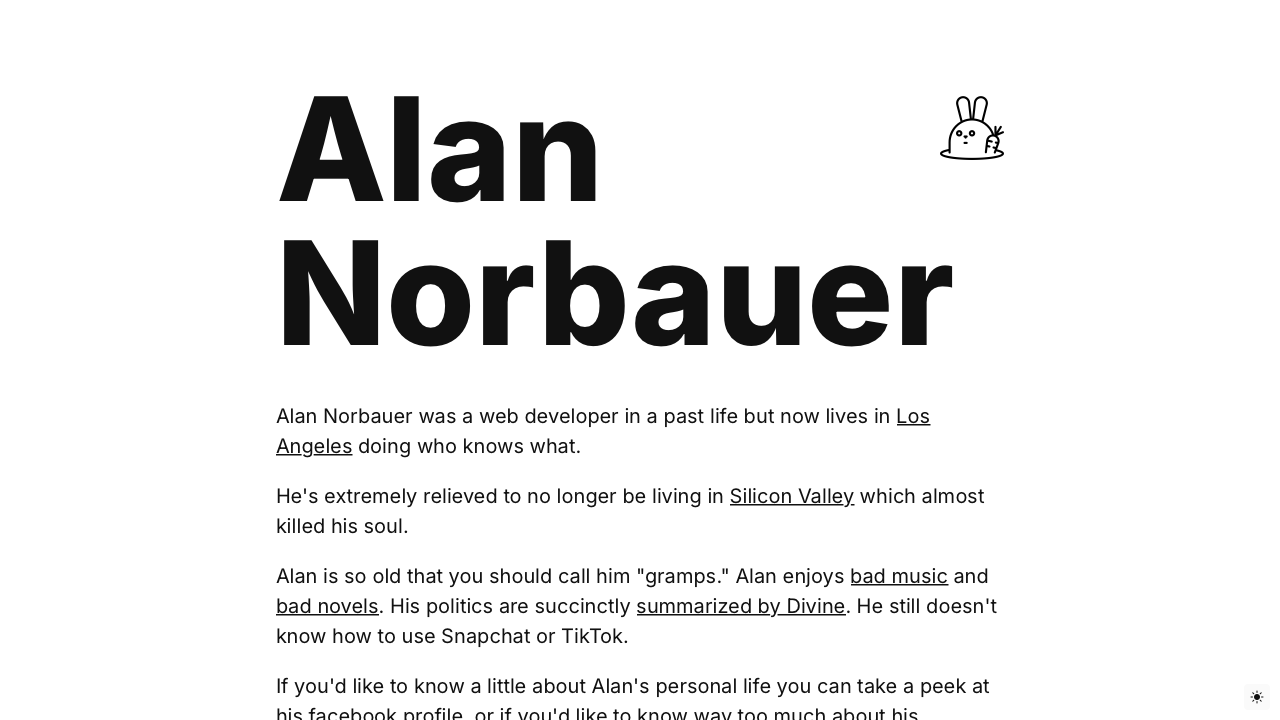 Alan
Norbauer
Alan Norbauer was a web developer in a past life but now lives in Los
Angeles doing who knows what.
He's extremely relieved to no longer be living in Silicon Valley which almost
killed his soul.
Alan is so old that you should call him "gramps." Alan enjoys bad music and
bad novels. His politics are succinctly summarized by Divine. He still doesn't
know how to use Snapchat or TikTok.
If you'd like to know a little about Alan's personal life you can take a peek at
his facebook profile, or if you'd like to know way too much about his